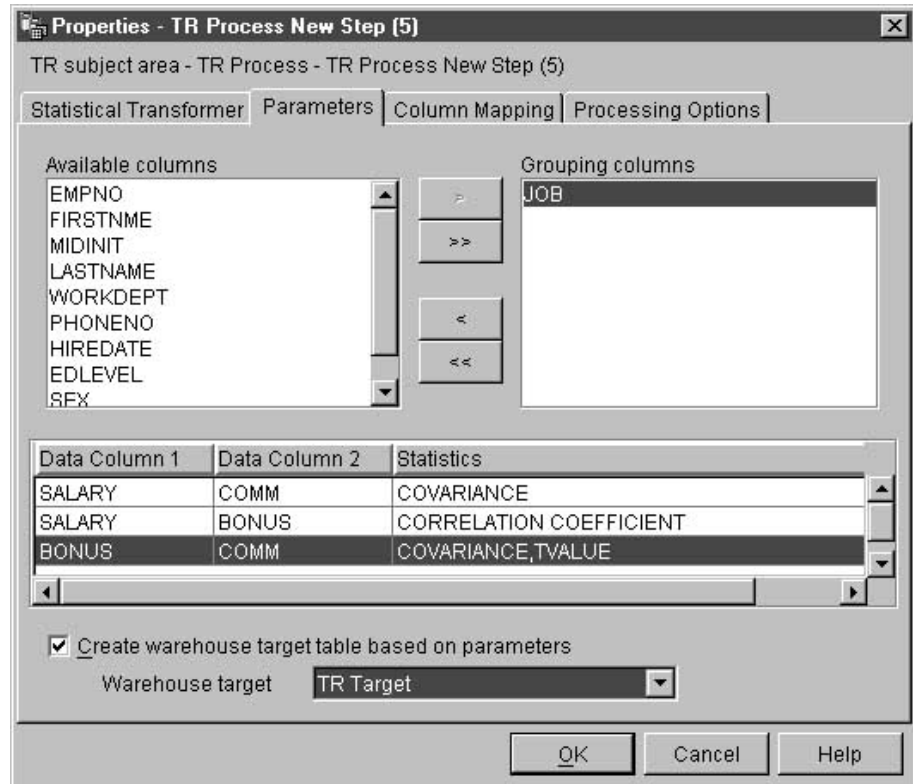 Properties - TR Process New Step (5)
TR subject area - TR Process - TR Process New Step (5)
Statistical Transformer Parameters Column Mapping Processing Options
Available columns
EMPNO
FIRSTNME
MIDINIT
LASTNAME
WORKDEPT
PHONENO
HIREDATE
EDLEVEL
SEX
>
>>
<
<<
Grouping columns
JOB
Data Column 1 Data Column 2 Statistics
SALARY COMM COVARIANCE
SALARY BONUS CORRELATION COEFFICIENT
BONUS COMM COVARIANCE,TVALUE
Create warehouse target table based on parameters
Warehouse target TR Target
OK Cancel Help